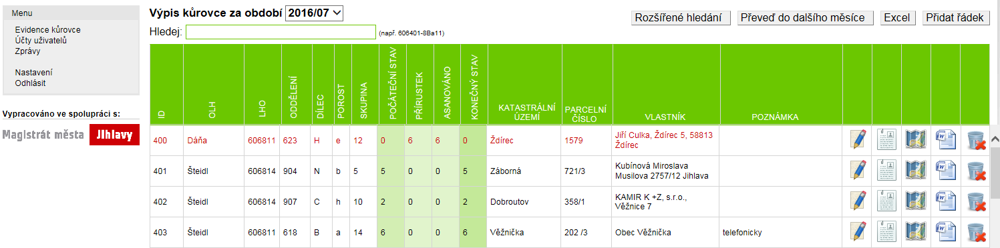 Menu
Evidence kůrovce
Účty uživatelů
Zprávy
Nastavení
Odhlásit
Vypracováno ve spolupráci s:
Magistrát města Jihlavy
Výpis kůrovce za období 2016/07
Rozšířené hledání Převeď do dalšího měsíce Excel Přidat řádek
Hledej: (např. 606401-8Ba11)
ID OLH LHO ODDĚLENÍ DÍLEC POROST SKUPINA POČÁTEČNÍ STAV PŘÍRUSTEK ASANOVÁNO KONEČNÝ STAV KATASTRÁLNÍ ÚZEMÍ PARCELNÍ ČÍSLO VLASTNÍK POZNÁMKA
400 Dáňa 606811 623 H e 12 0 6 6 0 Ždírec 1579 Jiří Culka, Ždírec 5, 58813
Ždírec
401 Šteidl 606814 904 N b 5 5 0 0 5 Záborná 721/3 Kubínová Miroslava
Musilova 2757/12 Jihlava
402 Šteidl 606814 907 C h 10 2 0 0 2 Dobroutov 358/1 KAMIR K +Z, s.r.o.,
Věžnice 7
403 Šteidl 606811 618 B a 14 6 0 0 6 Věžnička 202 /3 Obec Věžnička telefonicky